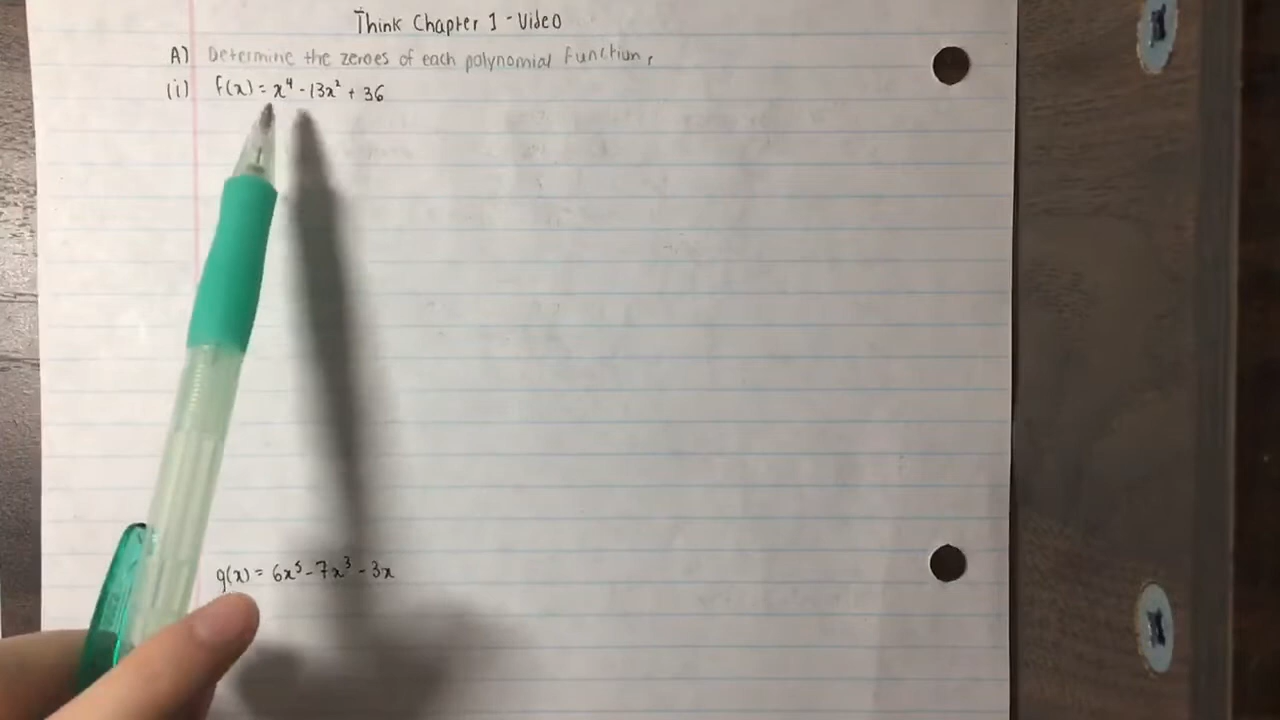 Think Chapter 1 - Video
A) Determine the zeroes of each polynomial function,
(i) f(x) = x⁴ - 13x² + 36
g(x) = 6x⁵ - 7x³ - 3x